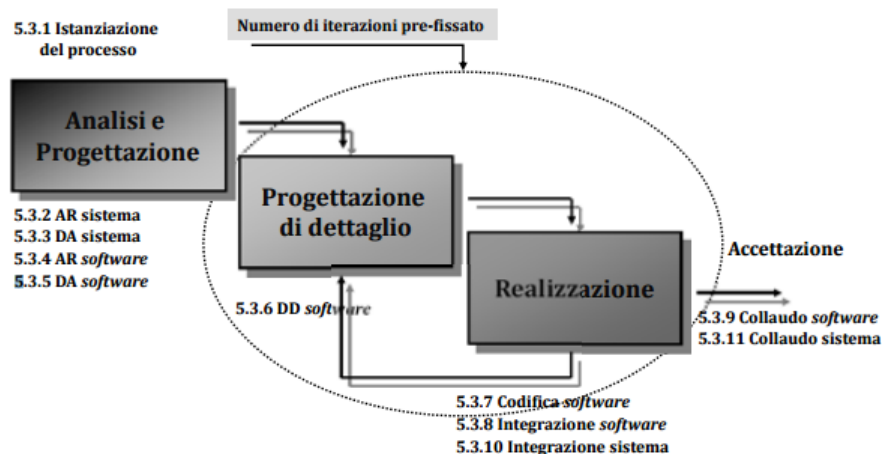 5.3.1 Istanziazione
del processo
Numero di iterazioni pre-fissato
Analisi e
Progettazione
5.3.2 AR sistema
5.3.3 DA sistema
5.3.4 AR software
5.3.5 DA software
Progettazione
di dettaglio
5.3.6 DD software
Realizzazione
Accettazione
5.3.9 Collaudo software
5.3.11 Collaudo sistema
5.3.7 Codifica software
5.3.8 Integrazione software
5.3.10 Integrazione sistema